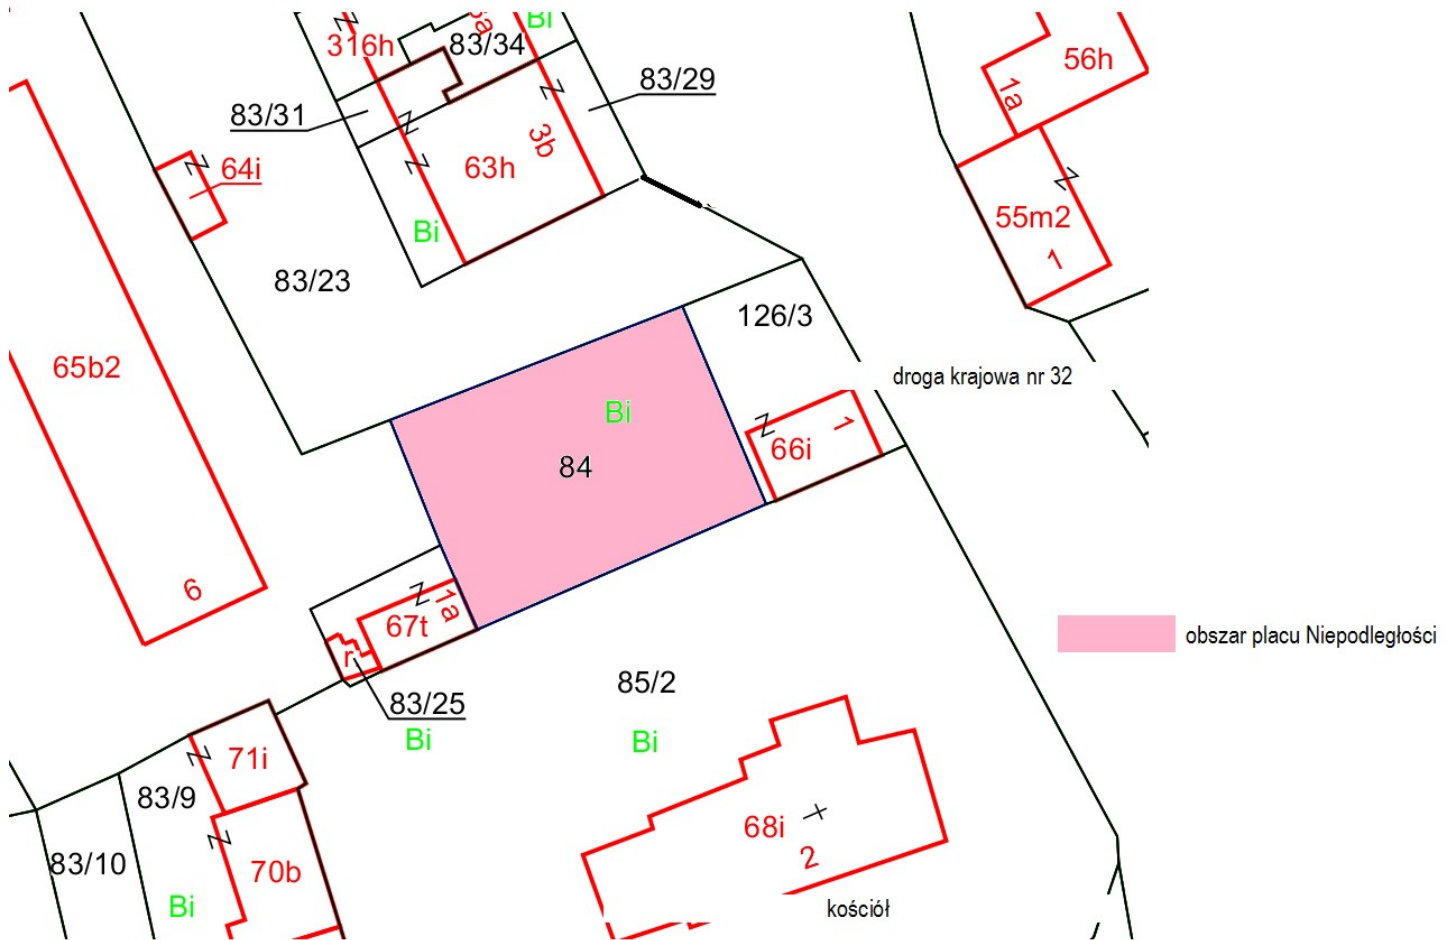 Bi
3a
316h
83/34
56h
83/29
1a
83/31
3b
64i
63h
55m2
Bi
1
83/23
126/3
65b2
droga krajowa nr 32
Bi
1
66i
84
6
1a
67t
obszar placu Niepodległości
r
83/25
85/2
Bi
Bi
71i
83/9
68i
2
83/10
70b
Bi
kościół